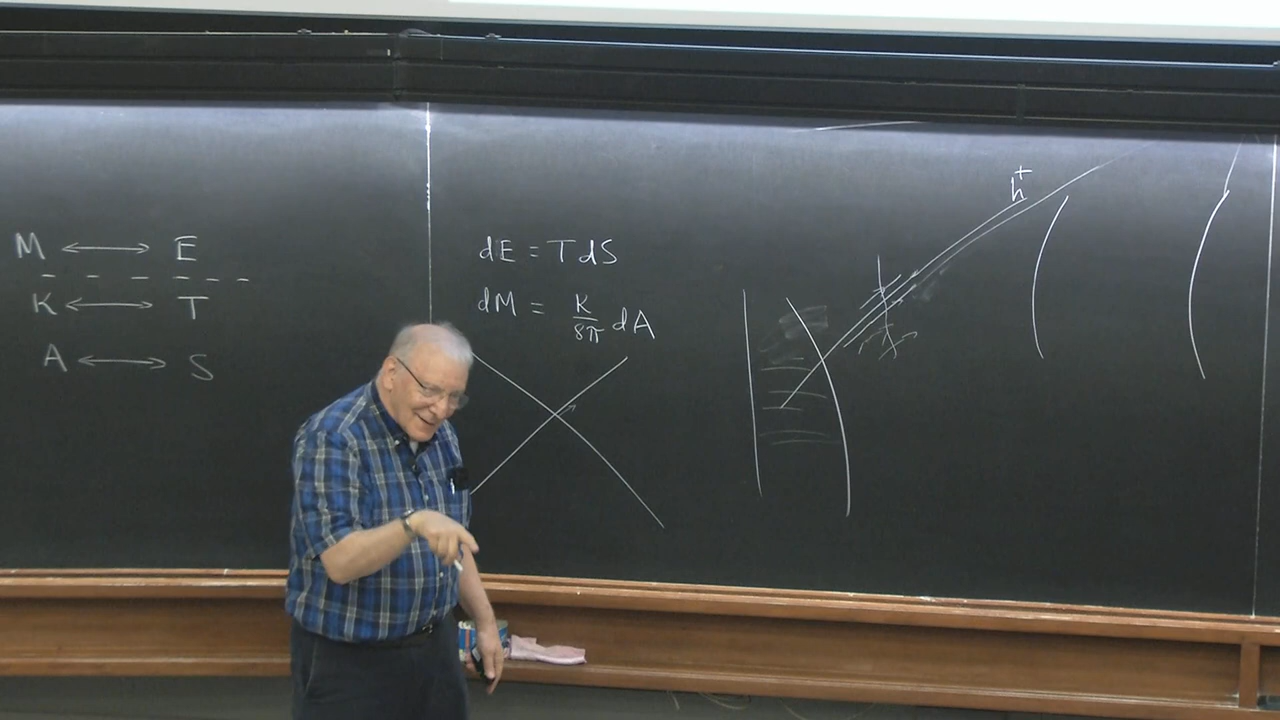 M ⟷ E
K ⟷ T
A ⟷ S
dE = TdS
dM = K/8π dA
h⁺